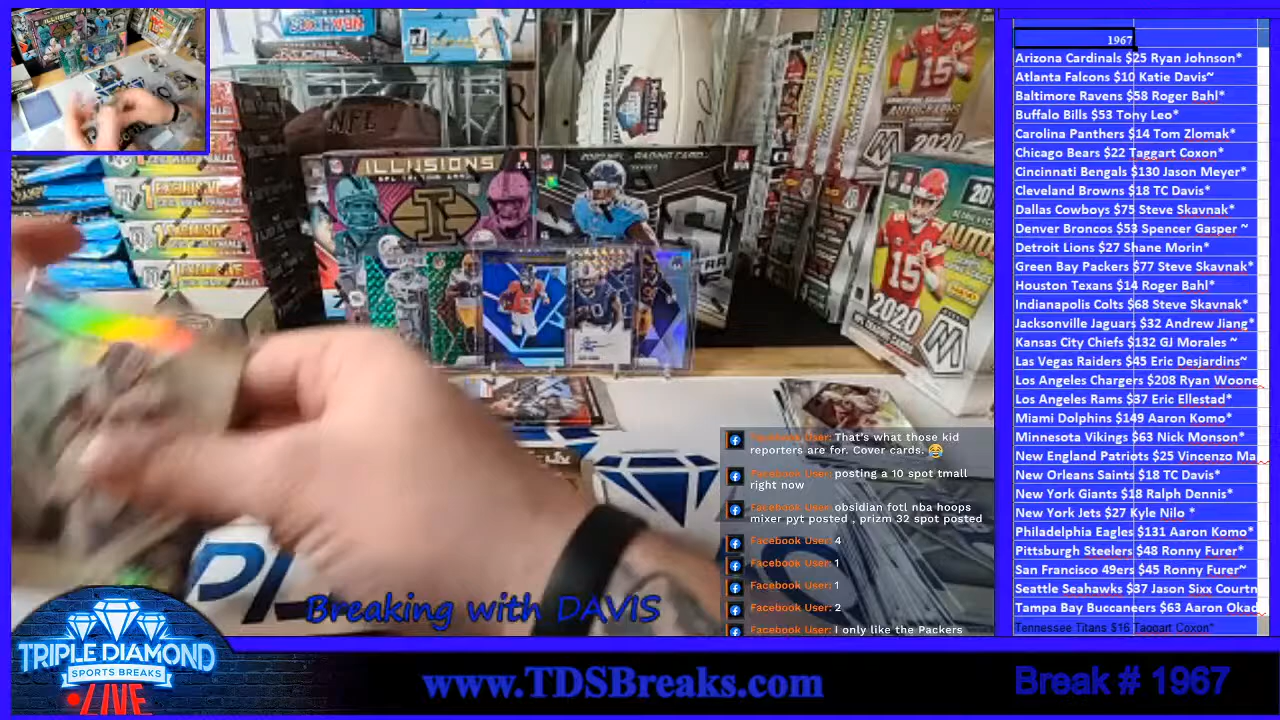 1967
Arizona Cardinals $25 Ryan Johnson*
Atlanta Falcons $10 Katie Davis~
Baltimore Ravens $58 Roger Bahl*
Buffalo Bills $53 Tony Leo*
Carolina Panthers $14 Tom Zlomak*
Chicago Bears $22 Taggart Coxon*
Cincinnati Bengals $130 Jason Meyer*
Cleveland Browns $18 TC Davis*
Dallas Cowboys $75 Steve Skavnak*
Denver Broncos $53 Spencer Gasper ~
Detroit Lions $27 Shane Morin*
Green Bay Packers $77 Steve Skavnak*
Houston Texans $14 Roger Bahl*
Indianapolis Colts $68 Steve Skavnak*
Jacksonville Jaguars $32 Andrew Jiang*
Kansas City Chiefs $132 GJ Morales ~
Las Vegas Raiders $45 Eric Desjardins~
Los Angeles Chargers $208 Ryan Woone
Los Angeles Rams $37 Eric Ellestad*
Miami Dolphins $149 Aaron Komo*
Minnesota Vikings $63 Nick Monson*
New England Patriots $25 Vincenzo Ma
New Orleans Saints $18 TC Davis*
New York Giants $18 Ralph Dennis*
New York Jets $27 Kyle Nilo *
Philadelphia Eagles $131 Aaron Komo*
Pittsburgh Steelers $48 Ronny Furer*
San Francisco 49ers $45 Ronny Furer~
Seattle Seahawks $37 Jason Sixx Courtn
Tampa Bay Buccaneers $63 Aaron Okad
Tennessee Titans $16 Taggart Coxon*
NFL
ILLUSIONS
I
2020
15
AUTO
15
2020
Facebook User: That's what those kid
reporters are for. Cover cards. 😂
Facebook User: posting a 10 spot tmall
right now
Facebook User: obsidian fotl nba hoops
mixer pyt posted , prizm 32 spot posted
Facebook User: 4
Facebook User: 1
Facebook User: 1
Facebook User: 2
Facebook User: I only like the Packers
Breaking with DAVIS
TRIPLE DIAMOND
SPORTS BREAKS
LIVE
www.TDSBreaks.com
Break # 1967